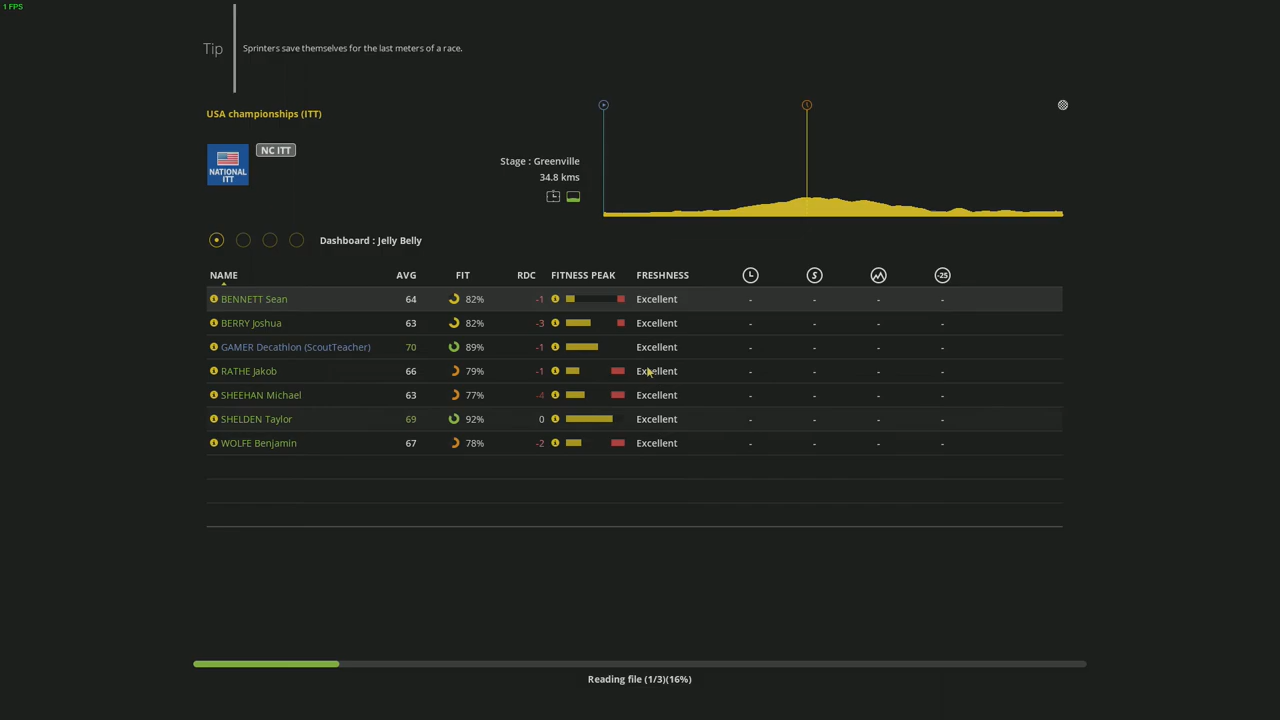 1 FPS
Tip
Sprinters save themselves for the last meters of a race.
USA championships (ITT)
NATIONAL
ITT
NC ITT
Stage : Greenville
34.8 kms
Dashboard : Jelly Belly
NAME AVG FIT RDC FITNESS PEAK FRESHNESS S -25
BENNETT Sean 64 82% -1 Excellent - - - -
BERRY Joshua 63 82% -3 Excellent - - - -
GAMER Decathlon (ScoutTeacher) 70 89% -1 Excellent - - - -
RATHE Jakob 66 79% -1 Excellent - - - -
SHEEHAN Michael 63 77% -4 Excellent - - - -
SHELDEN Taylor 69 92% 0 Excellent - - - -
WOLFE Benjamin 67 78% -2 Excellent - - - -
Reading file (1/3)(16%)